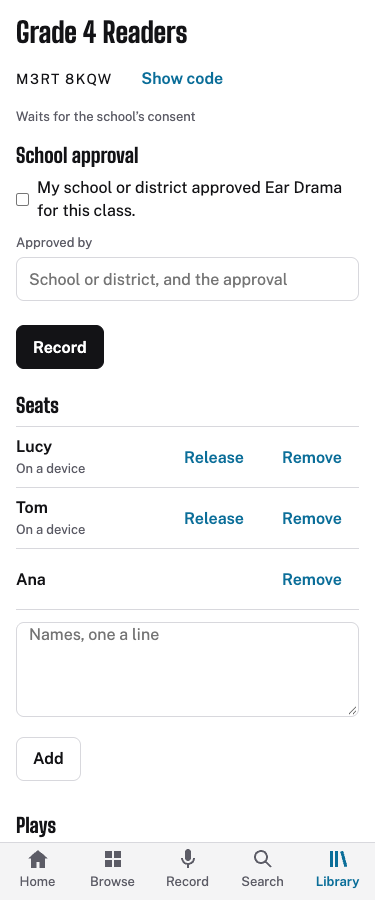 Grade 4 Readers
M3RT 8KQW Show code
Waits for the school's consent
School approval
My school or district approved Ear Drama
for this class.
Approved by
School or district, and the approval
Record
Seats
Lucy
On a device
Release Remove
Tom
On a device
Release Remove
Ana
Remove
Names, one a line
Add
Plays
Home Browse Record Search Library